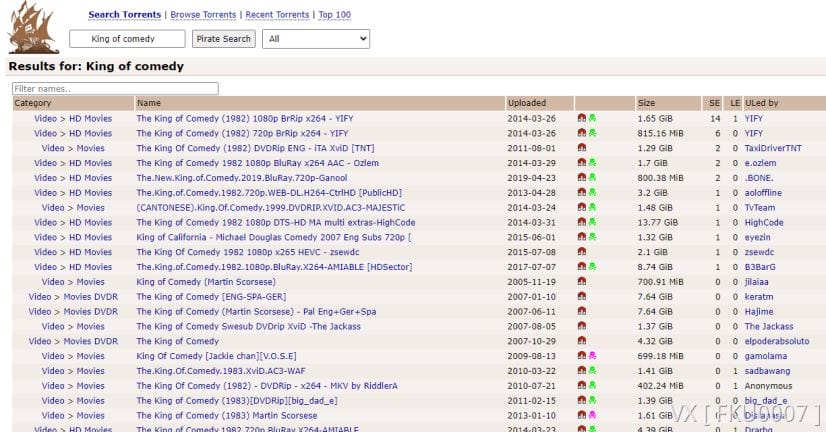 Search Torrents | Browse Torrents | Recent Torrents | Top 100
King of comedy Pirate Search All
Results for: King of comedy
Filter names..
Category Name Uploaded Size SE LE ULed by
Video > HD Movies The King of Comedy (1982) 1080p BrRip x264 - YIFY 2014-03-26 1.65 GiB 14 1 YIFY
Video > HD Movies The King of Comedy (1982) 720p BrRip x264 - YIFY 2014-03-26 815.16 MiB 6 0 YIFY
Video > Movies The King Of Comedy (1982) DVDRip ENG - iTA XviD [TNT] 2011-08-01 1.29 GiB 2 0 TaxiDriverTNT
Video > HD Movies The King of Comedy 1982 1080p BluRay x264 AAC - Ozlem 2014-03-29 1.7 GiB 2 0 e.ozlem
Video > HD Movies The.New.King.of.Comedy.2019.BluRay.720p-Ganool 2019-04-23 800.38 MiB 2 0 .BONE.
Video > HD Movies The.King.of.Comedy.1982.720p.WEB-DL.H264-CtrlHD [PublicHD] 2013-04-28 3.2 GiB 1 0 aoloffline
Video > Movies (CANTONESE).King.Of.Comedy.1999.DVDRIP.XVID.AC3-MAJESTiC 2014-03-24 1.48 GiB 1 0 TvTeam
Video > HD Movies The King of Comedy 1982 1080p DTS-HD MA multi extras-HighCode 2014-03-31 13.77 GiB 1 0 HighCode
Video > HD Movies King of California - Michael Douglas Comedy 2007 Eng Subs 720p [ 2015-06-01 1.32 GiB 1 0 eyezin
Video > HD Movies The King Of Comedy 1982 1080p x265 HEVC - zsewdc 2015-07-08 2.1 GiB 1 0 zsewdc
Video > HD Movies The.King.of.Comedy.1982.1080p.BluRay.X264-AMIABLE [HDSector] 2017-07-07 8.74 GiB 1 0 B3BarG
Video > Movies King of Comedy (Martin Scorsese) 2005-11-19 700.91 MiB 0 0 jilaiaa
Video > Movies DVDR The King of Comedy [ENG-SPA-GER] 2007-01-10 7.64 GiB 0 0 keratm
Video > Movies DVDR The King of Comedy (Martin Scorsese) - Pal Eng+Ger+Spa 2007-06-11 7.64 GiB 0 0 HaJime
Video > Movies The King of Comedy Swesub DVDrip XviD -The Jackass 2007-08-05 1.37 GiB 0 0 The Jackass
Video > Movies DVDR The King of Comedy 2007-10-29 4.32 GiB 0 0 elpoderabsoluto
Video > Movies King Of Comedy [Jackie chan][V.O.S.E] 2009-08-13 699.18 MiB 0 0 gamolama
Video > Movies The.King.Of.Comedy.1983.XviD.AC3-WAF 2010-03-22 1.41 GiB 0 1 sadbawang
Video > Movies The King of Comedy (1982) - DVDRip - x264 - MKV by RiddlerA 2010-07-21 402.24 MiB 0 1 Anonymous
Video > Movies The King of Comedy (1983)[DVDRip][big_dad_e] 2011-02-15 1.39 GiB 0 0 big_dad_e
Video > Movies The King of Comedy (1983) Martin Scorsese 2013-01-10 1.61 GiB 0
Video > HD Movies The King of Comedy 1982 720p BluRay X264-AMIABLE 2014-03-23 4.39 GiB 0 0
VX [ FKU0007 ]